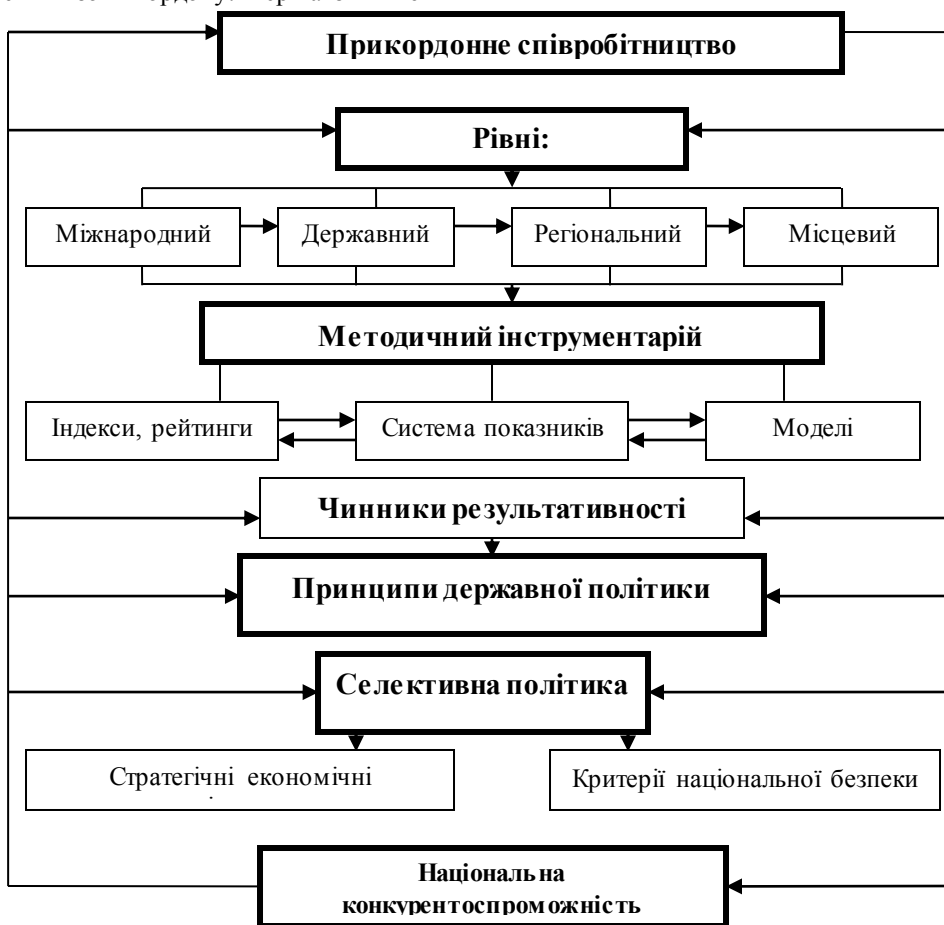 Прикордонне співробітництво
Рівні:
Міжнародний
Державний
Регіональний
Місцевий
Методичний інструментарій
Індекси, рейтинги
Система показників
Моделі
Чинники результативності
Принципи державної політики
Селективна політика
Стратегічні економічні
Критерії національної безпеки
Національна
конкурентоспроможність